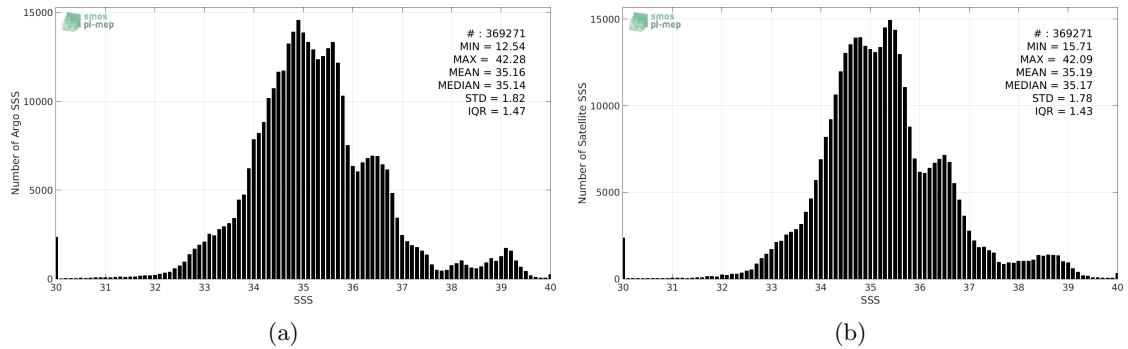 smos
pi-mep
# : 369271
MIN = 12.54
MAX = 42.28
MEAN = 35.16
MEDIAN = 35.14
STD = 1.82
IQR = 1.47
Number of Argo SSS
15000
10000
5000
0
30 31 32 33 34 35 36 37 38 39 40
SSS
(a)
smos
pi-mep
# : 369271
MIN = 15.71
MAX = 42.09
MEAN = 35.19
MEDIAN = 35.17
STD = 1.78
IQR = 1.43
Number of Satellite SSS
15000
10000
5000
0
30 31 32 33 34 35 36 37 38 39 40
SSS
(b)